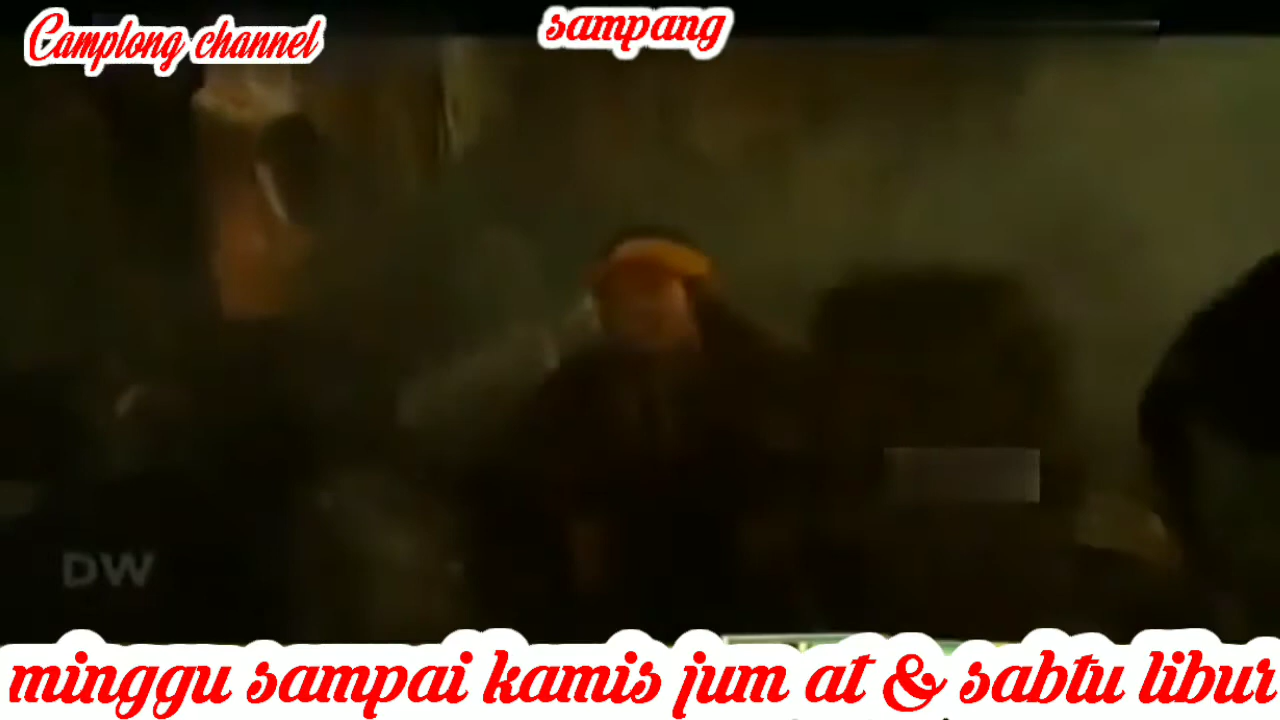 Camplong channel
sampang
DW
minggu sampai kamis jum at & sabtu libur